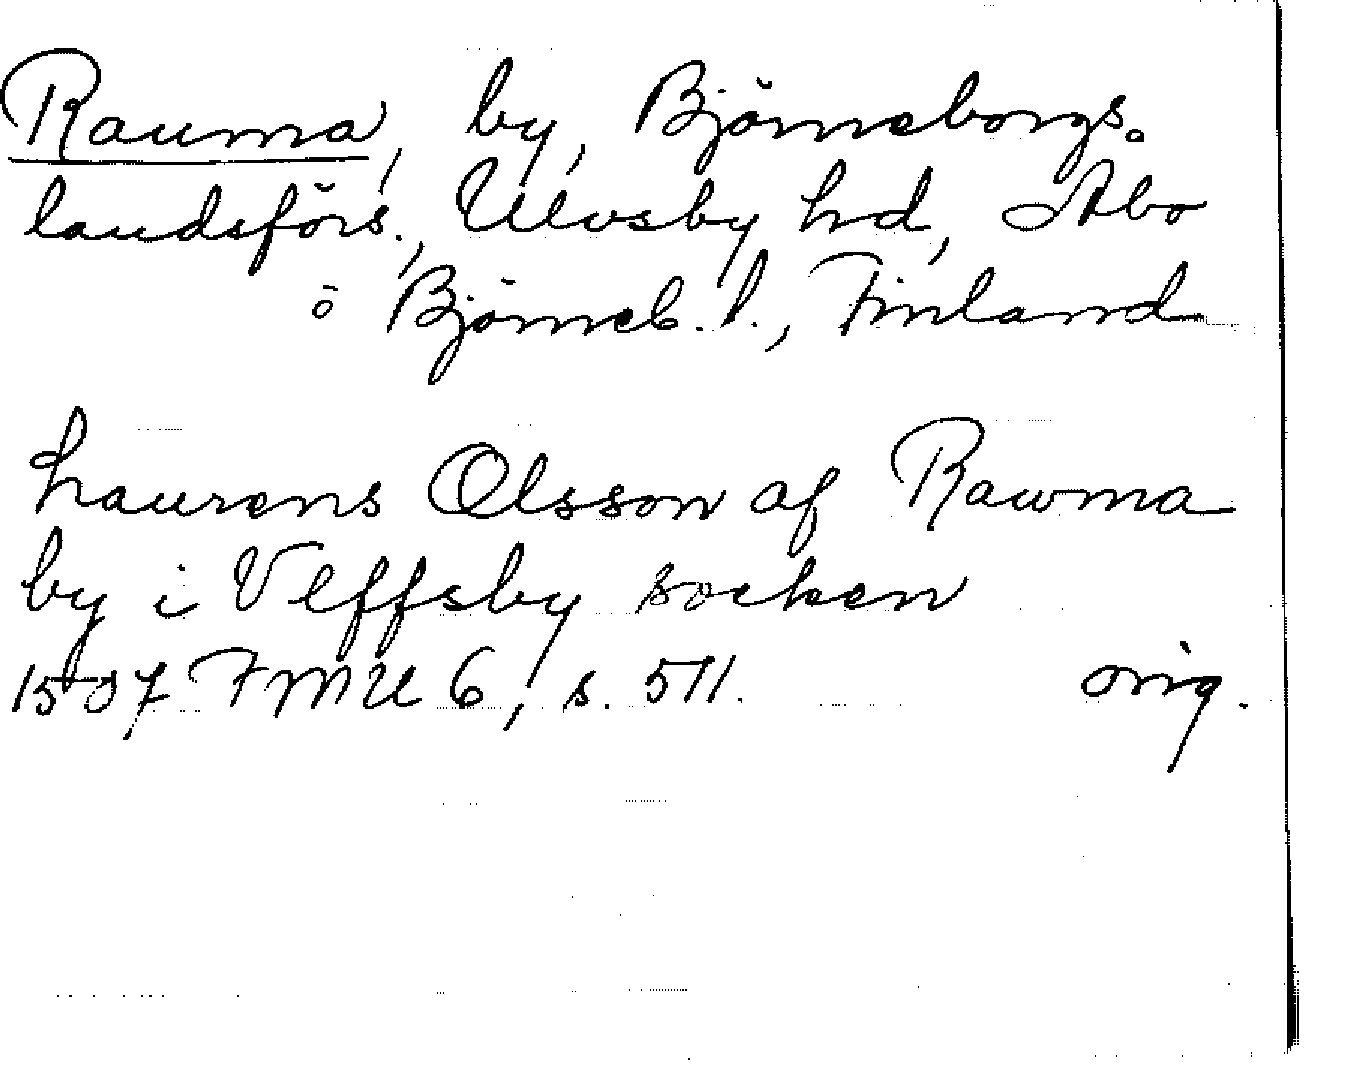 Rauma, by, Björneborgs.
landsförs., Ulvsby hd, Åbo
o Björneb. l., Finland
Laurens Olsson af Rawma
by i Vlffsby socken
1507 FMU 6, s. 511. orig.